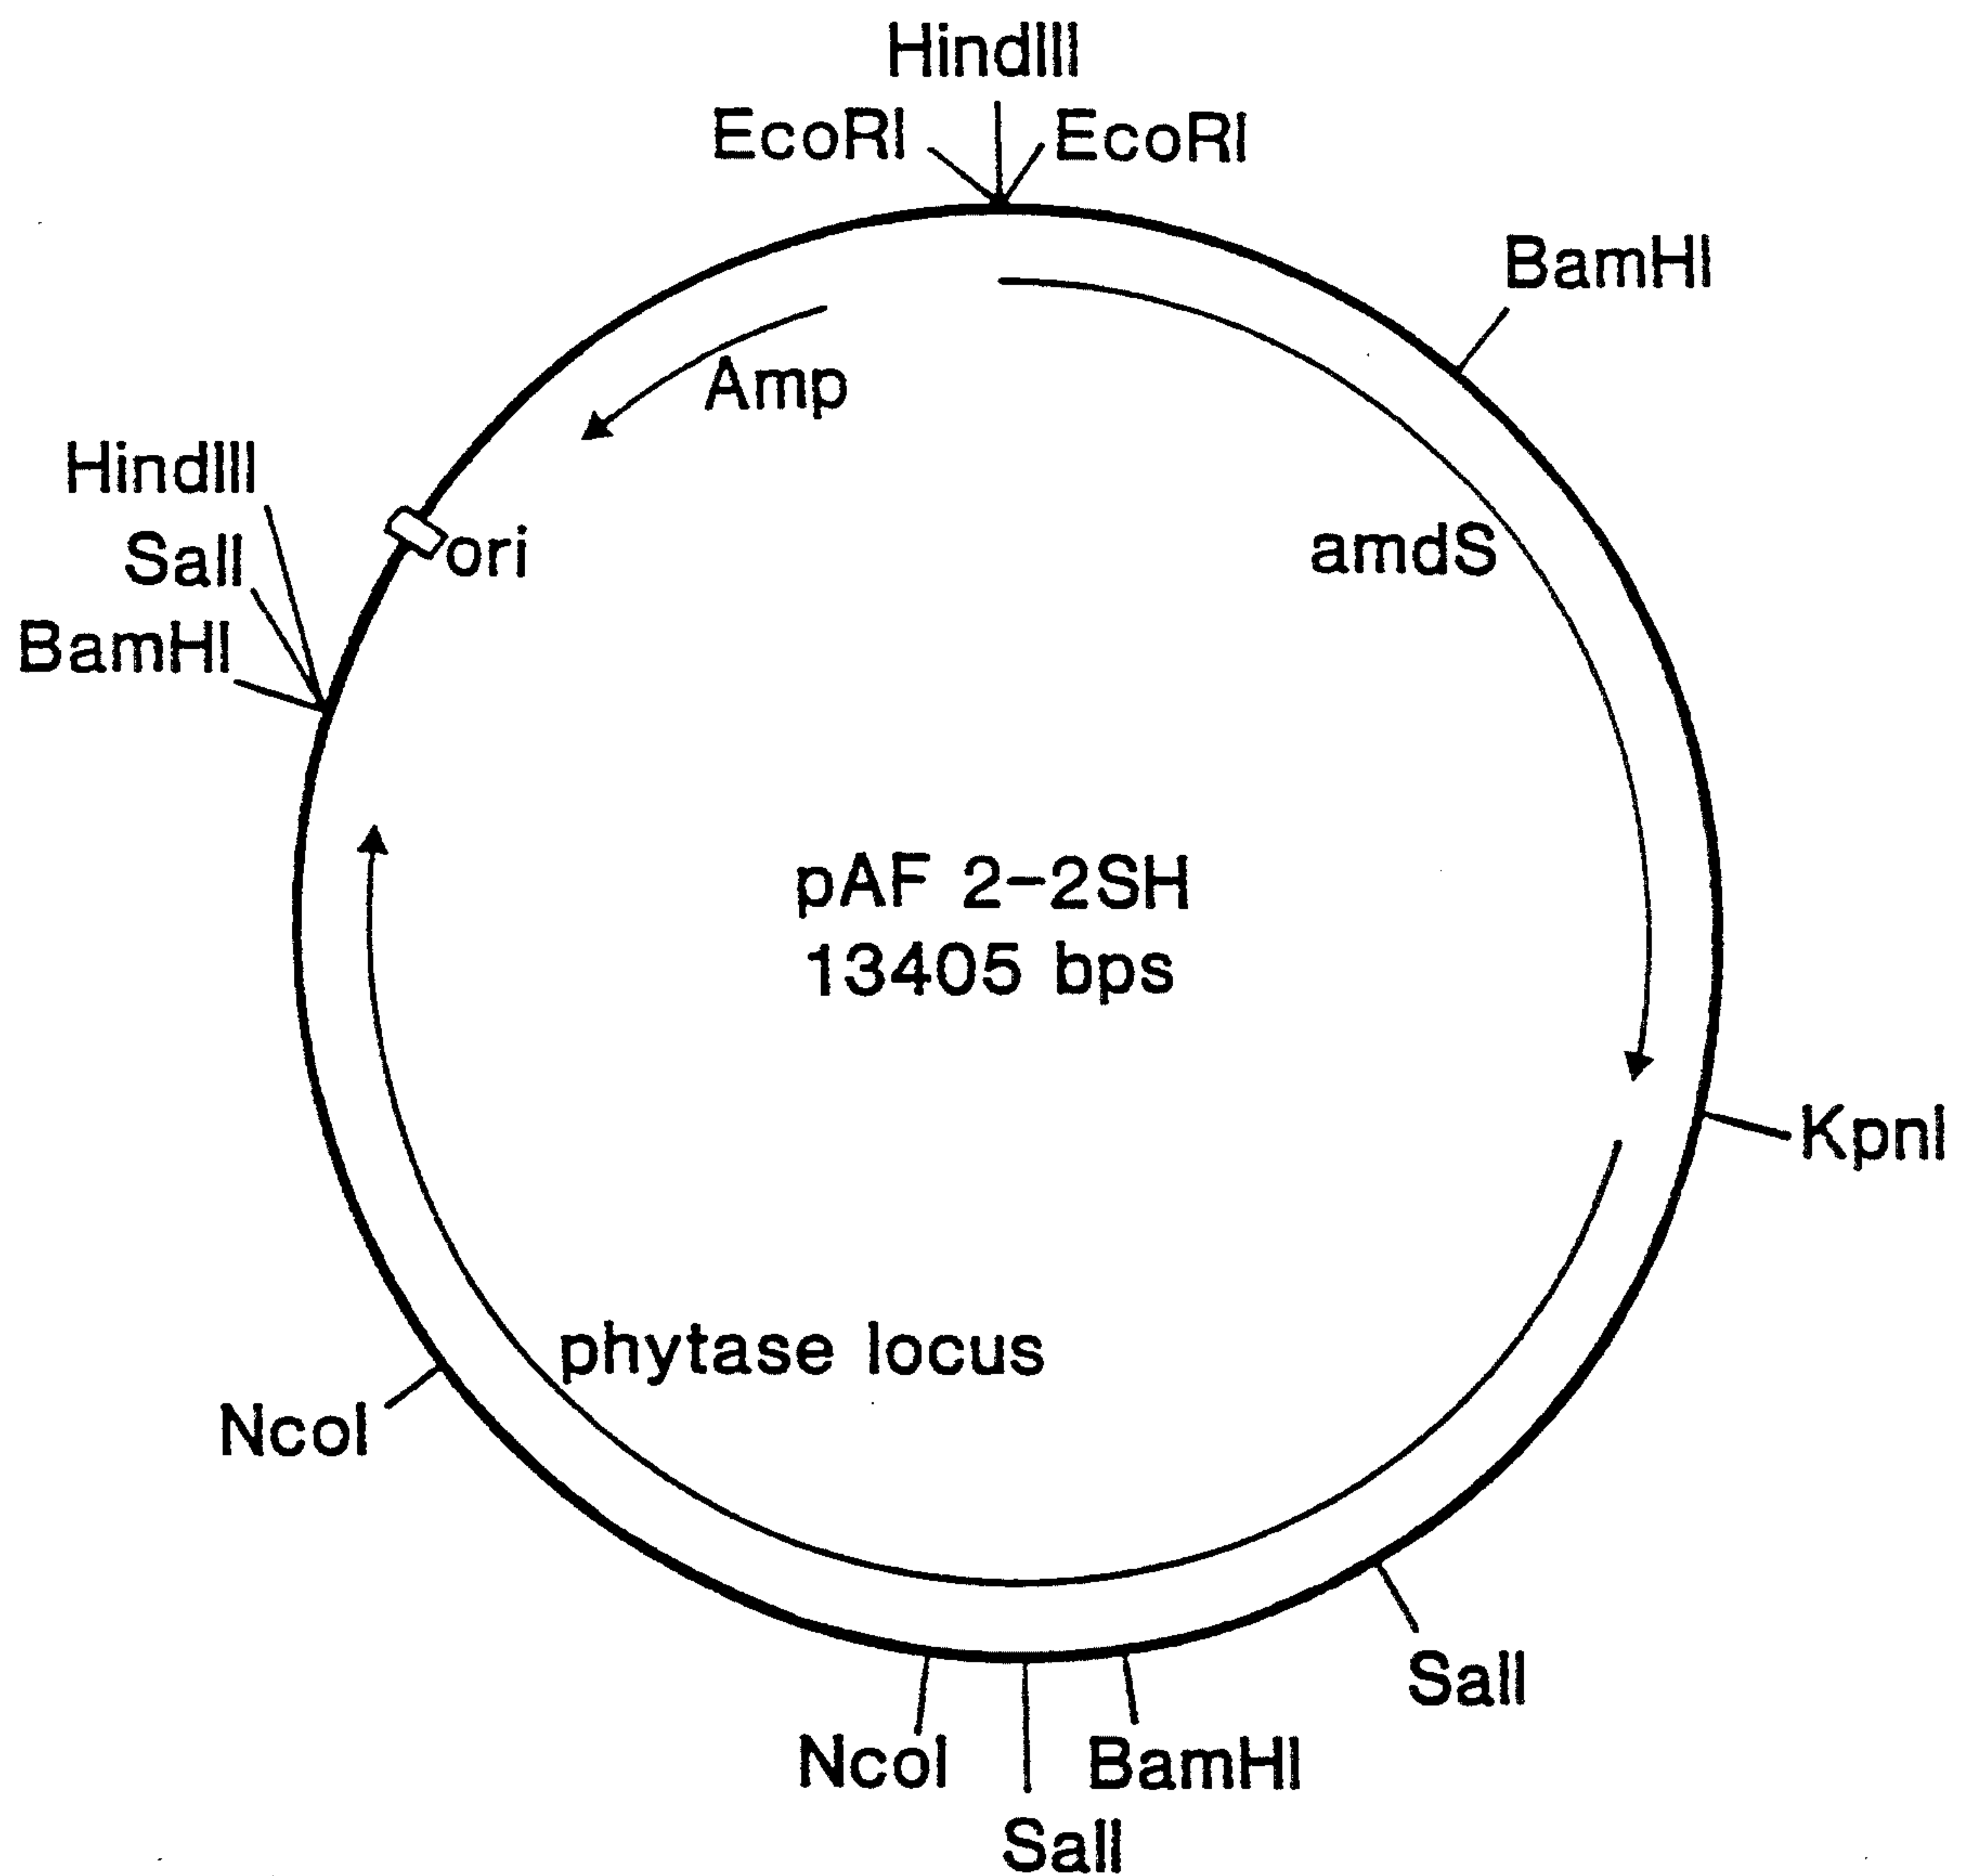 HindIII
EcoRI EcoRI
BamHI
Amp
HindIII
SalI
ori
amdS
BamHI
pAF 2-2SH
13405 bps
KpnI
phytase locus
NcoI
SalI
NcoI
BamHI
SalI